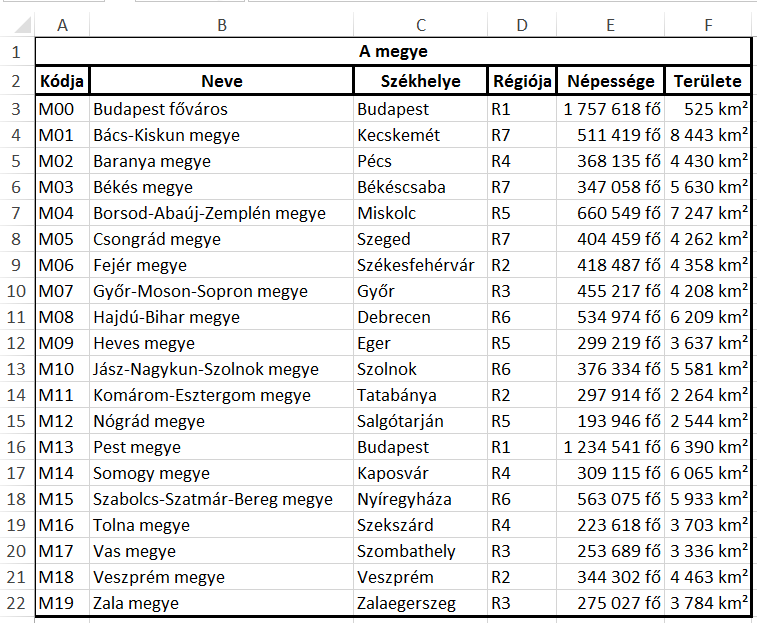 A B C D E F
1 A megye
2 Kódja Neve Székhelye Régiója Népessége Területe
3 M00 Budapest főváros Budapest R1 1 757 618 fő 525 km²
4 M01 Bács-Kiskun megye Kecskemét R7 511 419 fő 8 443 km²
5 M02 Baranya megye Pécs R4 368 135 fő 4 430 km²
6 M03 Békés megye Békéscsaba R7 347 058 fő 5 630 km²
7 M04 Borsod-Abaúj-Zemplén megye Miskolc R5 660 549 fő 7 247 km²
8 M05 Csongrád megye Szeged R7 404 459 fő 4 262 km²
9 M06 Fejér megye Székesfehérvár R2 418 487 fő 4 358 km²
10 M07 Győr-Moson-Sopron megye Győr R3 455 217 fő 4 208 km²
11 M08 Hajdú-Bihar megye Debrecen R6 534 974 fő 6 209 km²
12 M09 Heves megye Eger R5 299 219 fő 3 637 km²
13 M10 Jász-Nagykun-Szolnok megye Szolnok R6 376 334 fő 5 581 km²
14 M11 Komárom-Esztergom megye Tatabánya R2 297 914 fő 2 264 km²
15 M12 Nógrád megye Salgótarján R5 193 946 fő 2 544 km²
16 M13 Pest megye Budapest R1 1 234 541 fő 6 390 km²
17 M14 Somogy megye Kaposvár R4 309 115 fő 6 065 km²
18 M15 Szabolcs-Szatmár-Bereg megye Nyíregyháza R6 563 075 fő 5 933 km²
19 M16 Tolna megye Szekszárd R4 223 618 fő 3 703 km²
20 M17 Vas megye Szombathely R3 253 689 fő 3 336 km²
21 M18 Veszprém megye Veszprém R2 344 302 fő 4 463 km²
22 M19 Zala megye Zalaegerszeg R3 275 027 fő 3 784 km²